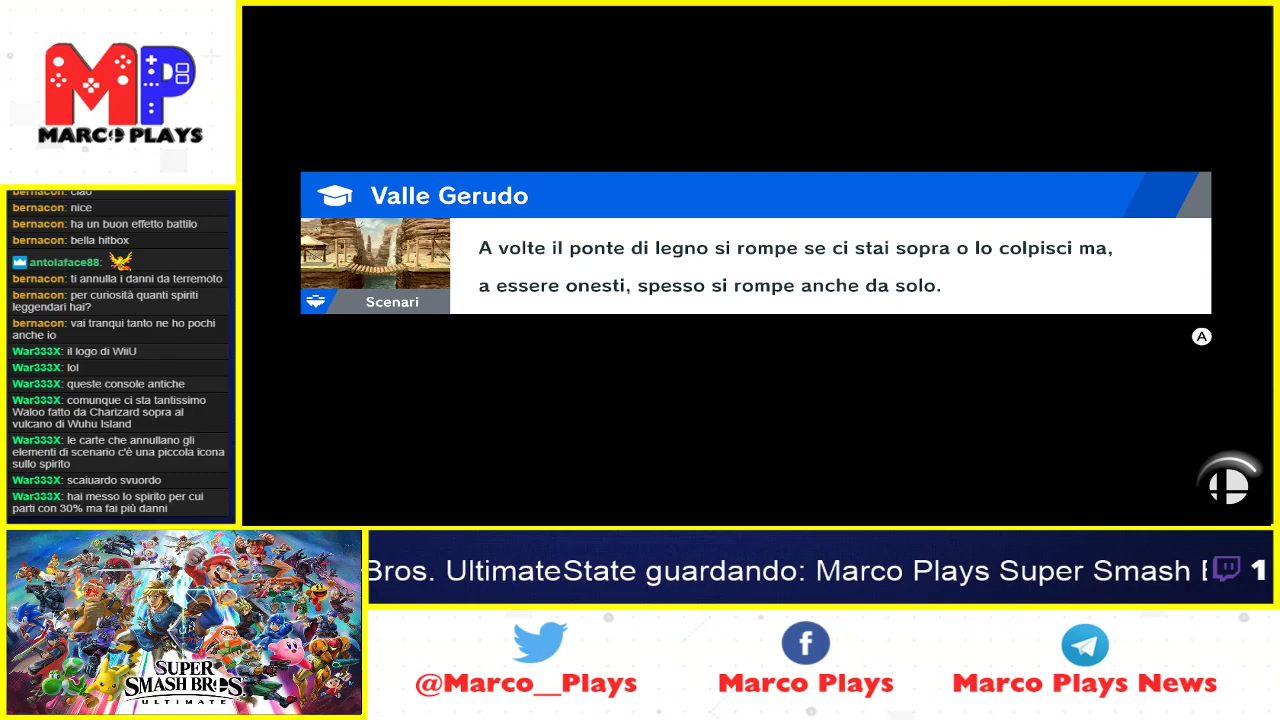 MP
MARCO PLAYS
bernacon: ciao
bernacon: nice
bernacon: ha un buon effetto battilo
bernacon: bella hitbox
antolaface88:
bernacon: ti annulla i danni da terremoto
bernacon: per curiosità quanti spiriti
leggendari hai?
bernacon: vai tranqui tanto ne ho pochi
anche io
War333X: il logo di WiiU
War333X: lol
War333X: queste console antiche
War333X: comunque ci sta tantissimo
Waloo fatto da Charizard sopra al
vulcano di Wuhu Island
War333X: le carte che annullano gli
elementi di scenario c'è una piccola icona
sullo spirito
War333X: scaiuardo svuordo
War333X: hai messo lo spirito per cui
parti con 30% ma fai più danni
Valle Gerudo
A volte il ponte di legno si rompe se ci stai sopra o lo colpisci ma,
a essere onesti, spesso si rompe anche da solo.
Scenari
A
SUPER
SMASH BROS.
ULTIMATE
Bros. UltimateState guardando: Marco Plays Super Smash
1
@Marco__Plays
Marco Plays
Marco Plays News